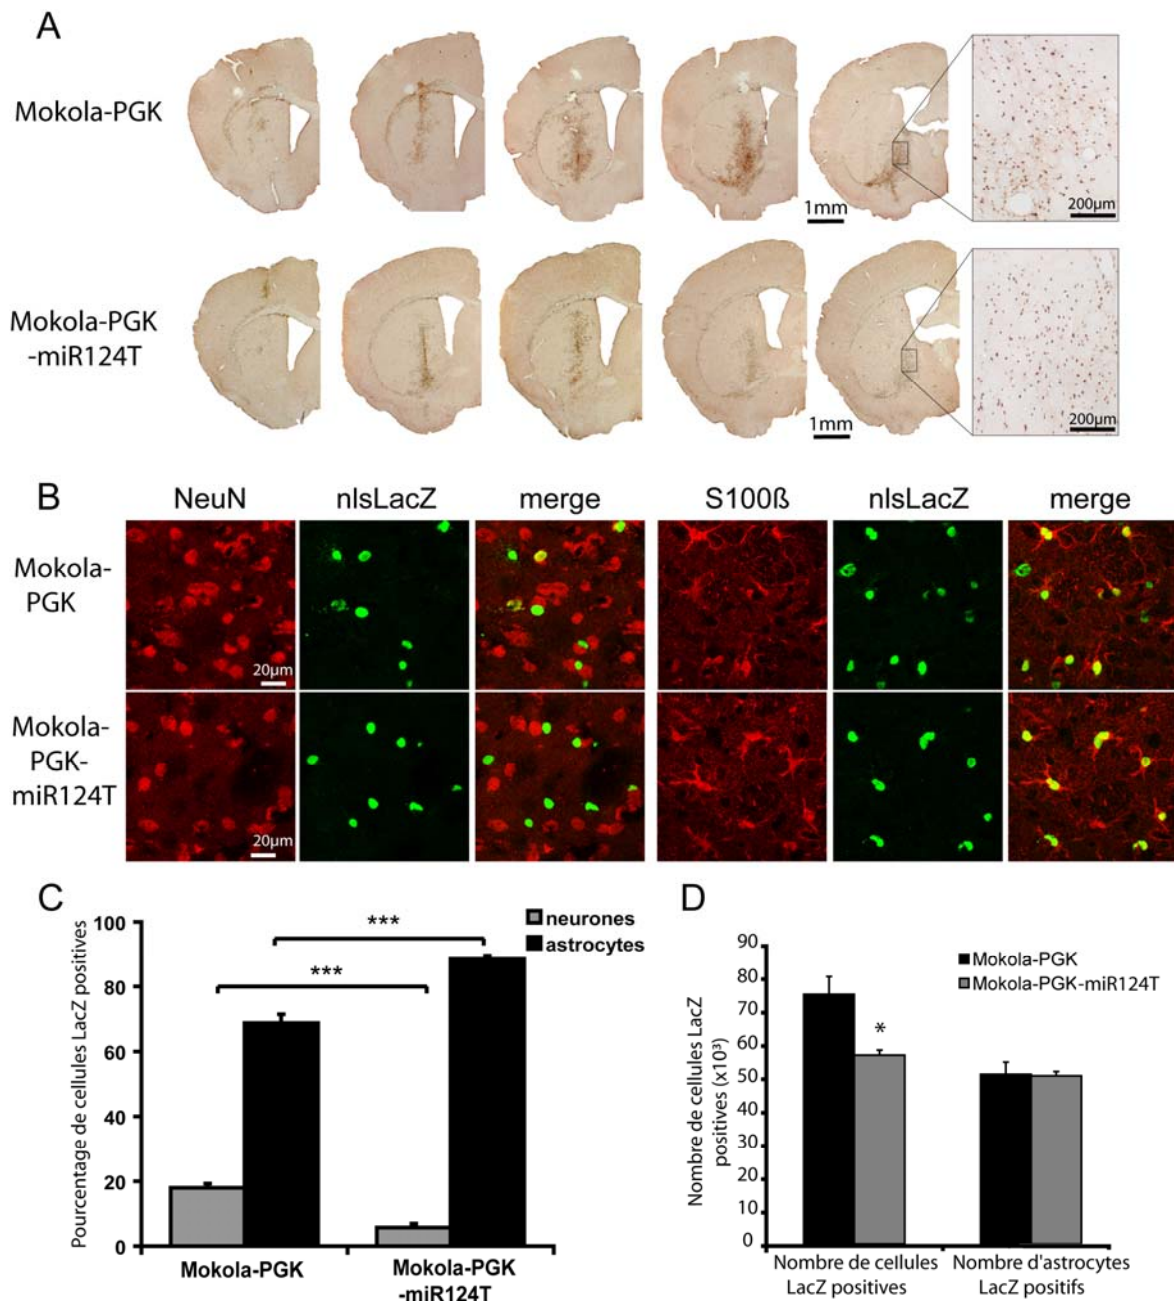 A
Mokola-PGK
1mm
200µm
Mokola-PGK
-miR124T
1mm
200µm
B
NeuN
nlsLacZ
merge
S100ß
nlsLacZ
merge
Mokola-
PGK
20µm
Mokola-
PGK-
miR124T
20µm
C
Pourcentage de cellules LacZ positives
100
80
60
40
20
0
***
***
neurones
astrocytes
Mokola-PGK
Mokola-PGK
-miR124T
D
Nombre de cellules LacZ
positives (x10³)
90
80
70
60
50
40
30
20
10
0
*
Mokola-PGK
Mokola-PGK-miR124T
Nombre de cellules
LacZ positives
Nombre d'astrocytes
LacZ positifs